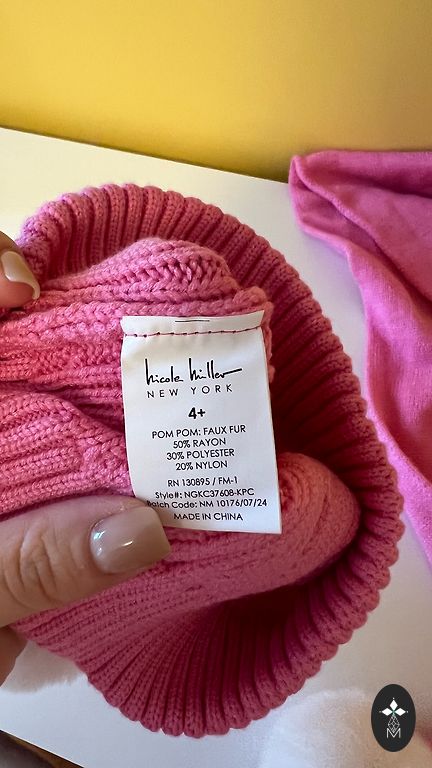 nicole miller
NEW YORK
4+
POM POM: FAUX FUR
50% RAYON
30% POLYESTER
20% NYLON
RN 130895 / FM-1
Style#: NGKC37608-KPC
Batch Code: NM 10176/07/24
MADE IN CHINA
M